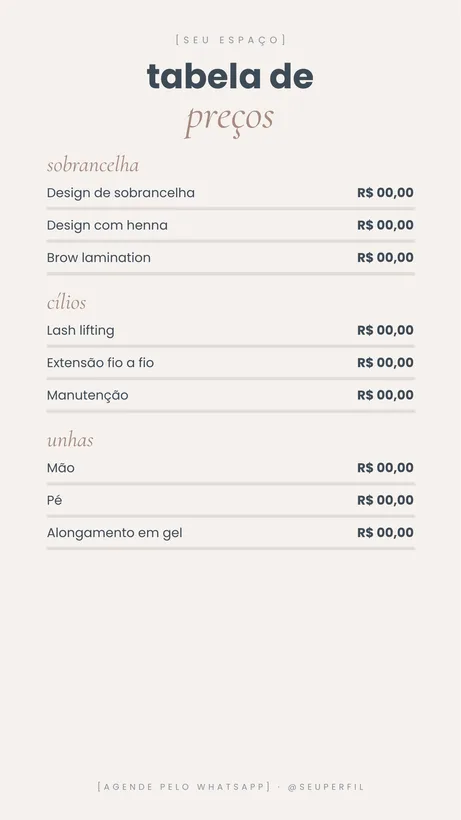 [SEU ESPAÇO]
tabela de
preços
sobrancelha
Design de sobrancelha R$ 00,00
Design com henna R$ 00,00
Brow lamination R$ 00,00
cílios
Lash lifting R$ 00,00
Extensão fio a fio R$ 00,00
Manutenção R$ 00,00
unhas
Mão R$ 00,00
Pé R$ 00,00
Alongamento em gel R$ 00,00
[AGENDE PELO WHATSAPP] · @SEUPERFIL